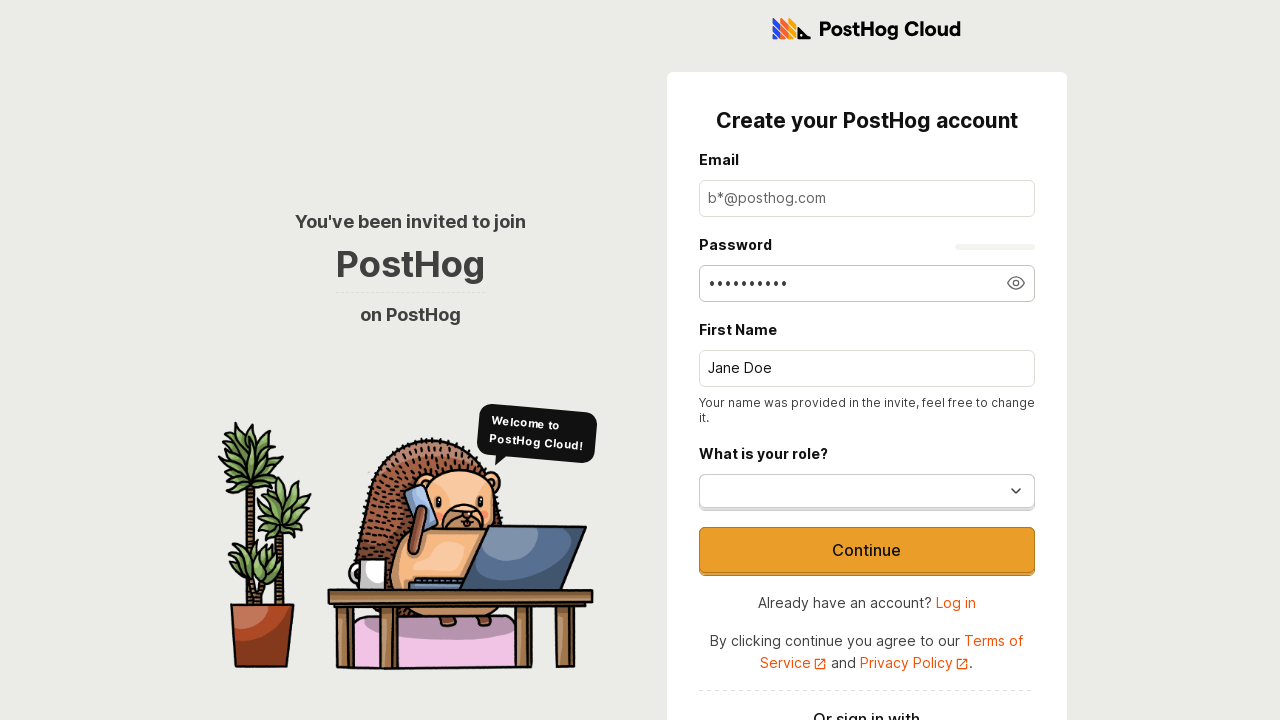 PostHog Cloud
You've been invited to join
PostHog
on PostHog
Welcome to
PostHog Cloud!
Create your PostHog account
Email
b*@posthog.com
Password
••••••••••
First Name
Jane Doe
Your name was provided in the invite, feel free to change
it.
What is your role?
Continue
Already have an account? Log in
By clicking continue you agree to our Terms of
Service and Privacy Policy.
Or sign in with